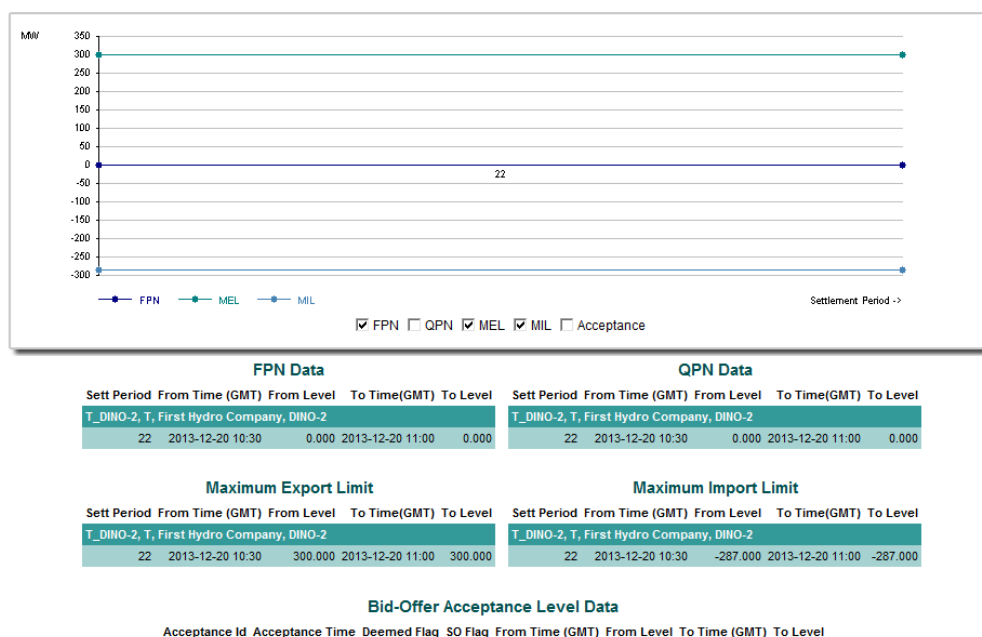 MW
350
300
250
200
150
100
50
0
-50
-100
-150
-200
-250
-300
22
FPN MEL MIL Settlement Period ->
FPN QPN MEL MIL Acceptance
FPN Data
Sett Period From Time (GMT) From Level To Time(GMT) To Level
T_DINO-2, T, First Hydro Company, DINO-2
22 2013-12-20 10:30 0.000 2013-12-20 11:00 0.000
QPN Data
Sett Period From Time (GMT) From Level To Time(GMT) To Level
T_DINO-2, T, First Hydro Company, DINO-2
22 2013-12-20 10:30 0.000 2013-12-20 11:00 0.000
Maximum Export Limit
Sett Period From Time (GMT) From Level To Time(GMT) To Level
T_DINO-2, T, First Hydro Company, DINO-2
22 2013-12-20 10:30 300.000 2013-12-20 11:00 300.000
Maximum Import Limit
Sett Period From Time (GMT) From Level To Time(GMT) To Level
T_DINO-2, T, First Hydro Company, DINO-2
22 2013-12-20 10:30 -287.000 2013-12-20 11:00 -287.000
Bid-Offer Acceptance Level Data
Acceptance Id Acceptance Time Deemed Flag SO Flag From Time (GMT) From Level To Time (GMT) To Level